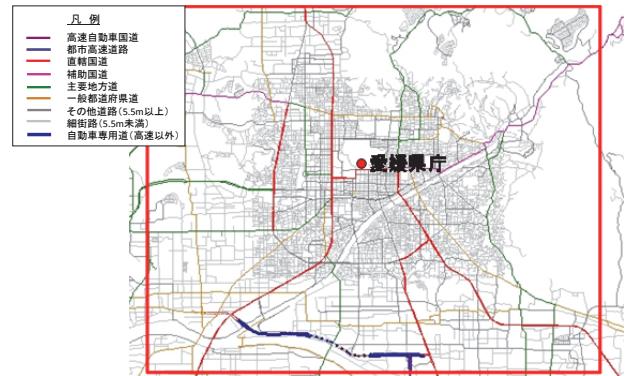 凡 例
高速自動車国道
都市高速道路
直轄国道
補助国道
主要地方道
一般都道府県道
その他道路(5.5m以上)
細街路(5.5m未満)
自動車専用道(高速以外)
愛媛県庁